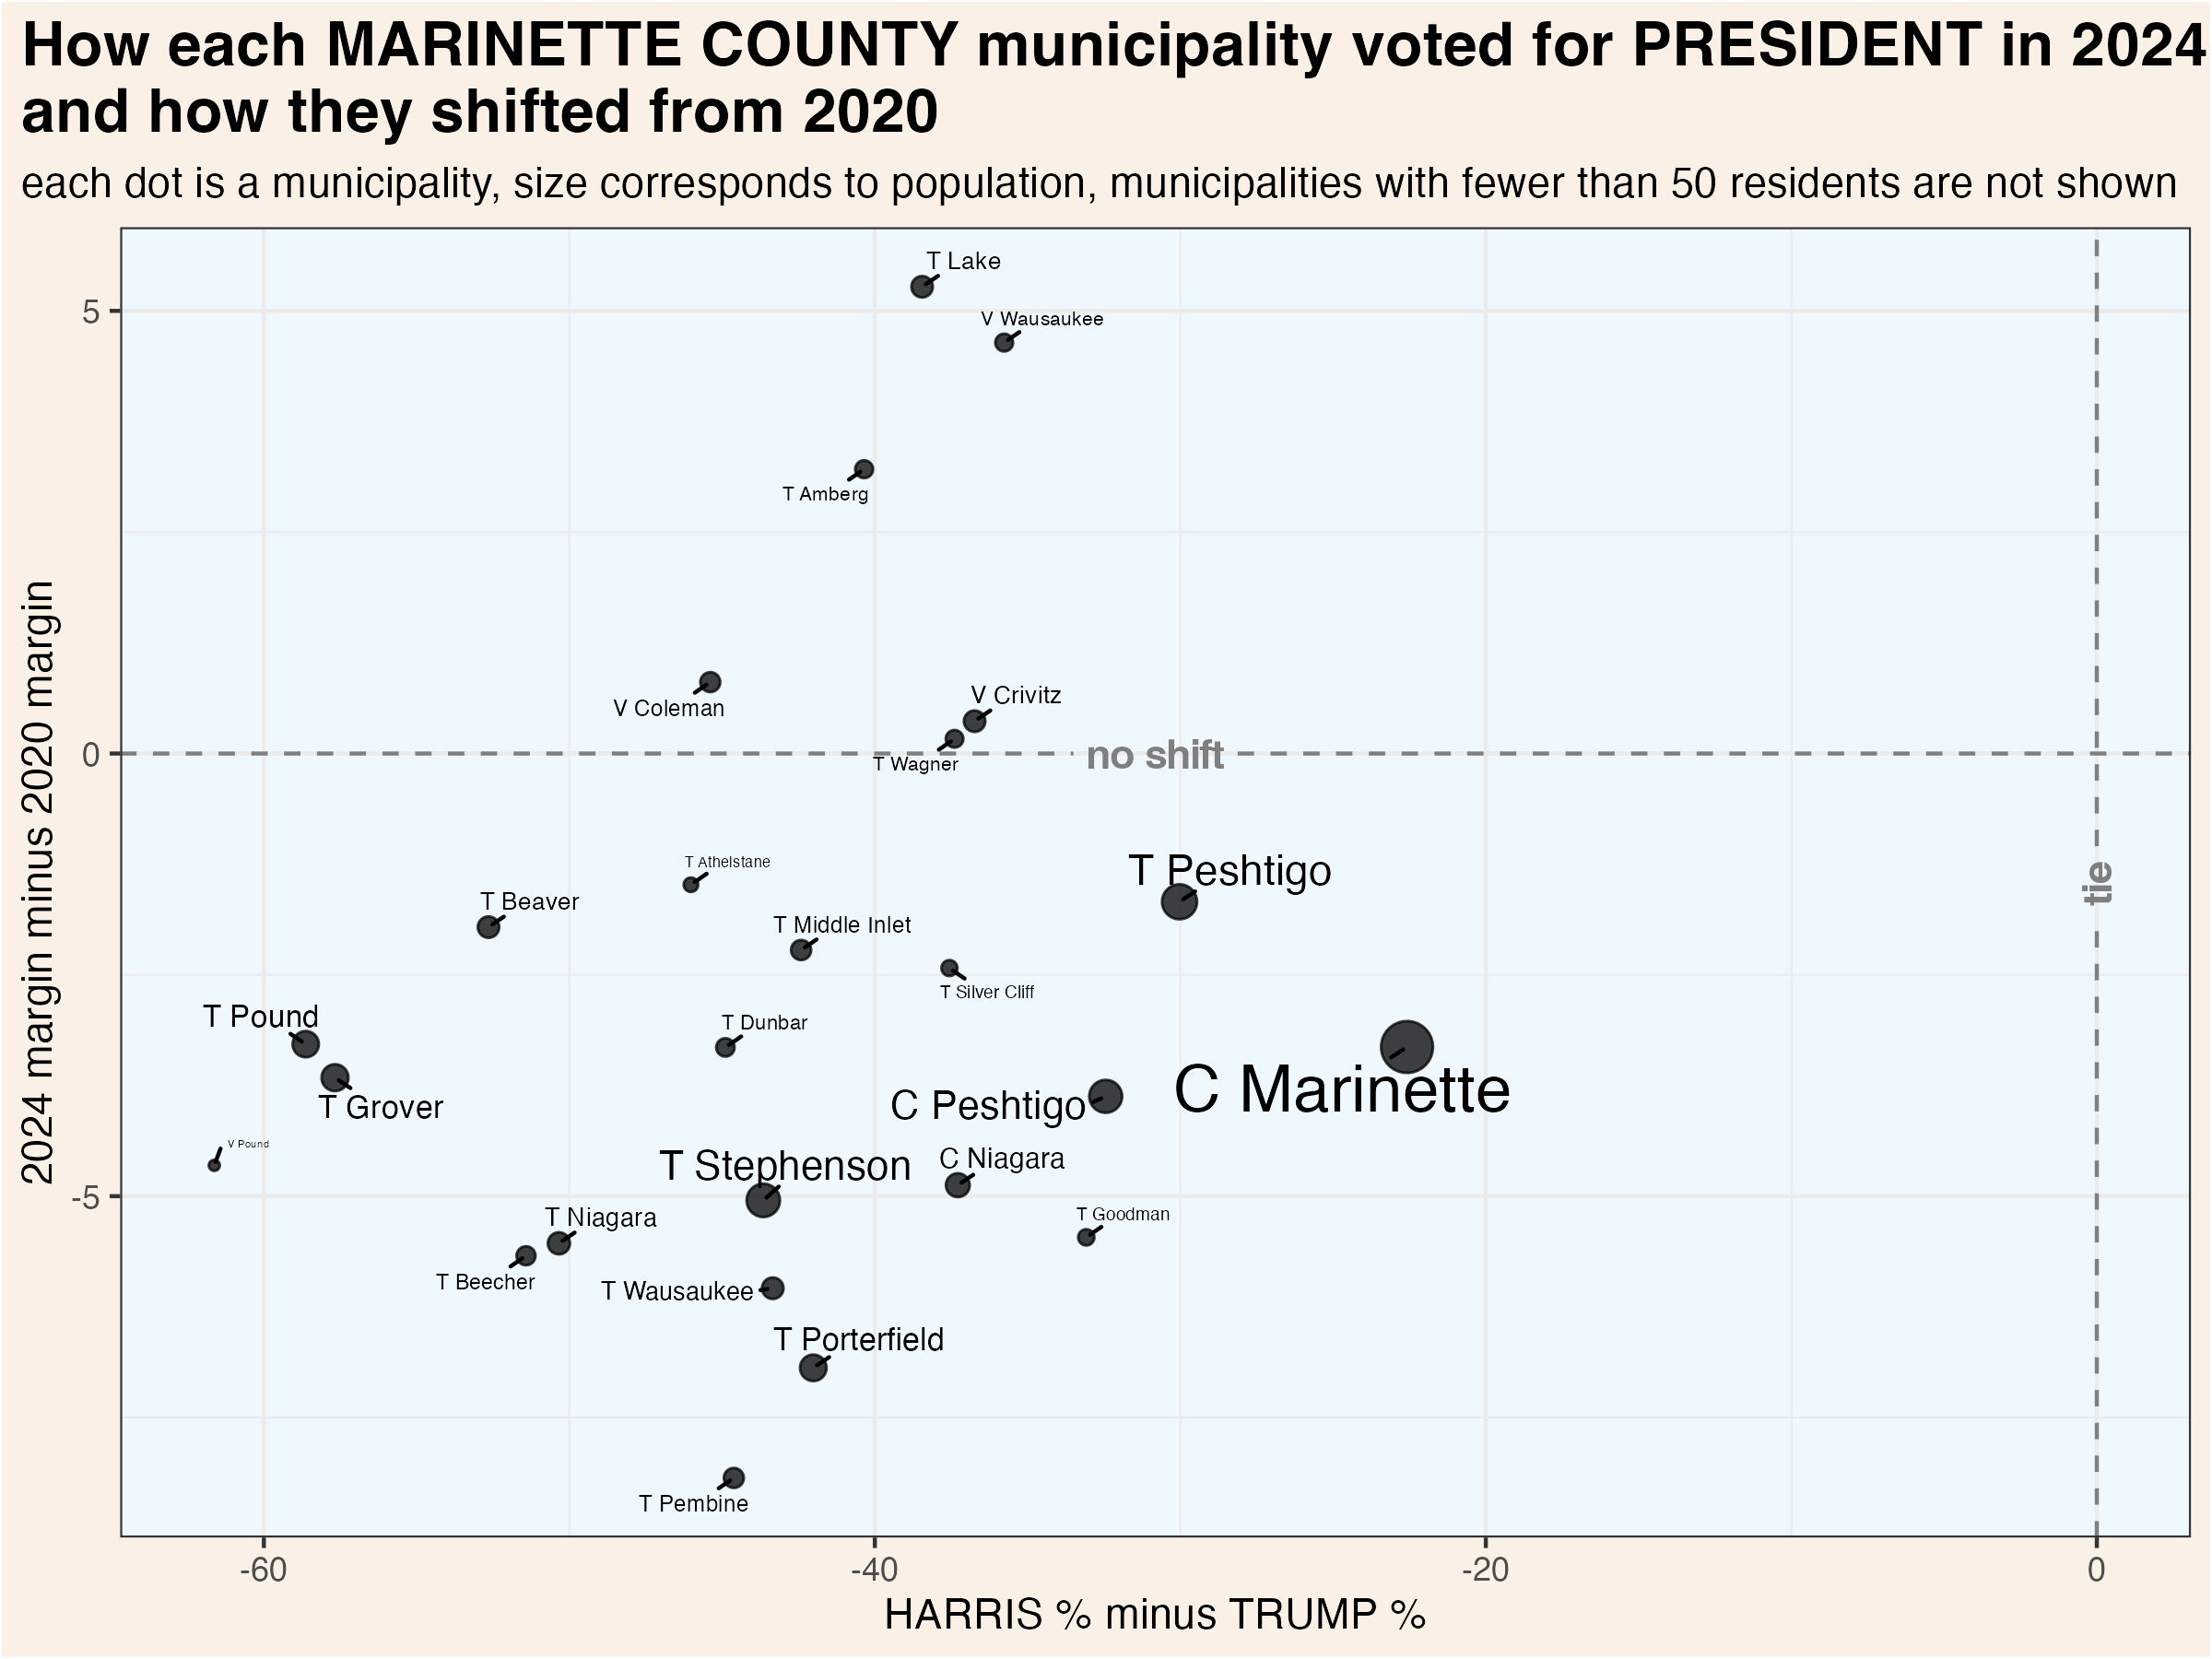 How each MARINETTE COUNTY municipality voted for PRESIDENT in 2024
and how they shifted from 2020
each dot is a municipality, size corresponds to population, municipalities with fewer than 50 residents are not shown
T Lake
5
V Wausaukee
T Amberg
V Coleman
V Crivitz
0
no shift
T Wagner
T Athelstane
T Peshtigo
tie
T Beaver
T Middle Inlet
T Silver Cliff
T Pound
T Dunbar
C Marinette
T Grover
C Peshtigo
V Pound
T Stephenson
C Niagara
-5
T Niagara
T Goodman
T Beecher
T Wausaukee
T Porterfield
T Pembine
2024 margin minus 2020 margin
-60
-40
-20
0
HARRIS % minus TRUMP %